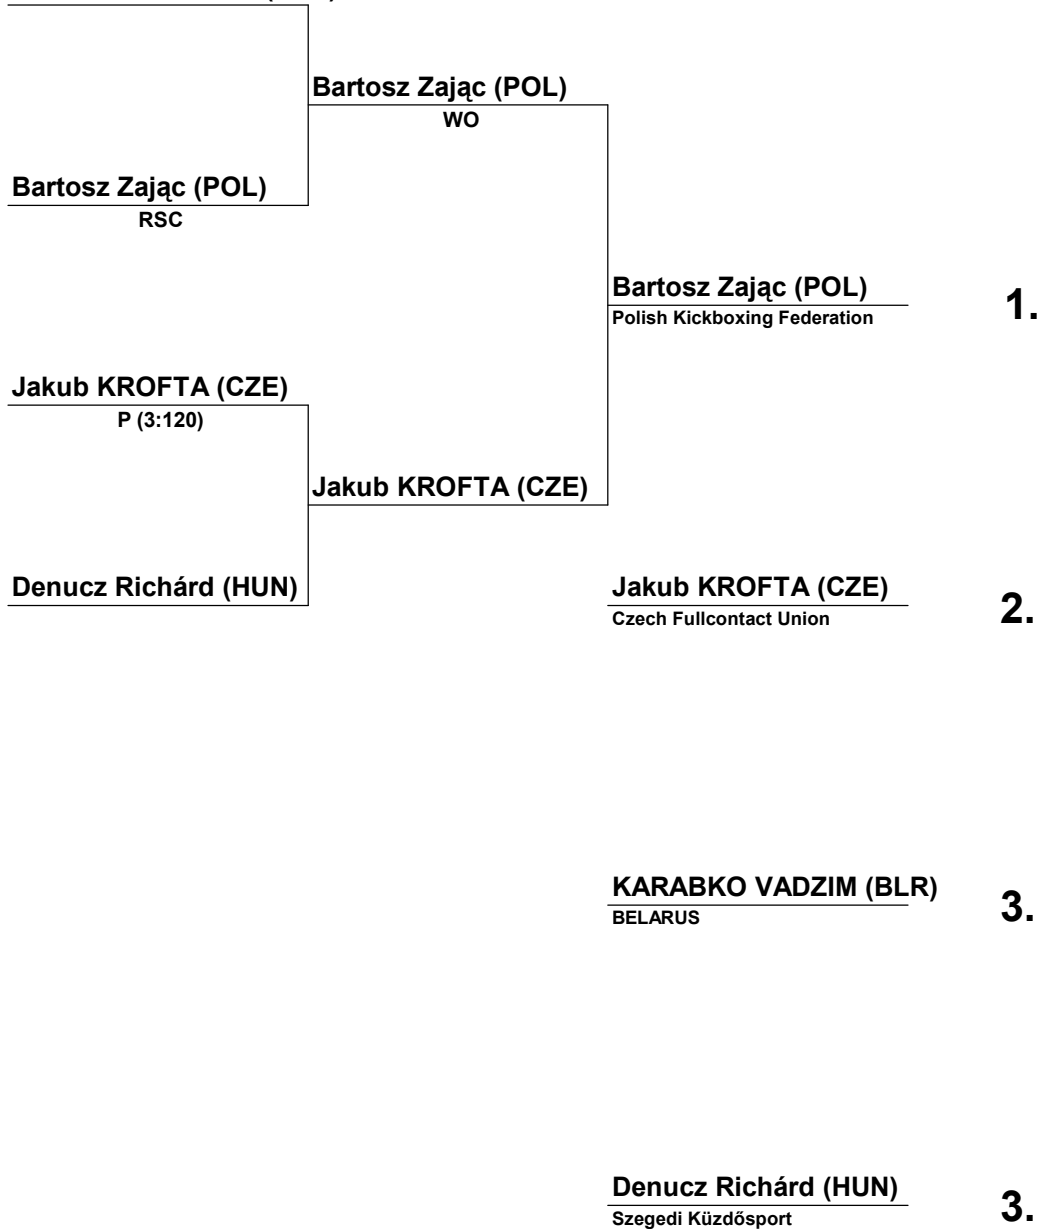 Bartosz Zając (POL)
WO
Bartosz Zając (POL)
RSC
Bartosz Zając (POL)
Polish Kickboxing Federation
1.
Jakub KROFTA (CZE)
P (3:120)
Jakub KROFTA (CZE)
Denucz Richárd (HUN)
Jakub KROFTA (CZE)
Czech Fullcontact Union
2.
KARABKO VADZIM (BLR)
BELARUS
3.
Denucz Richárd (HUN)
Szegedi Küzdősport
3.